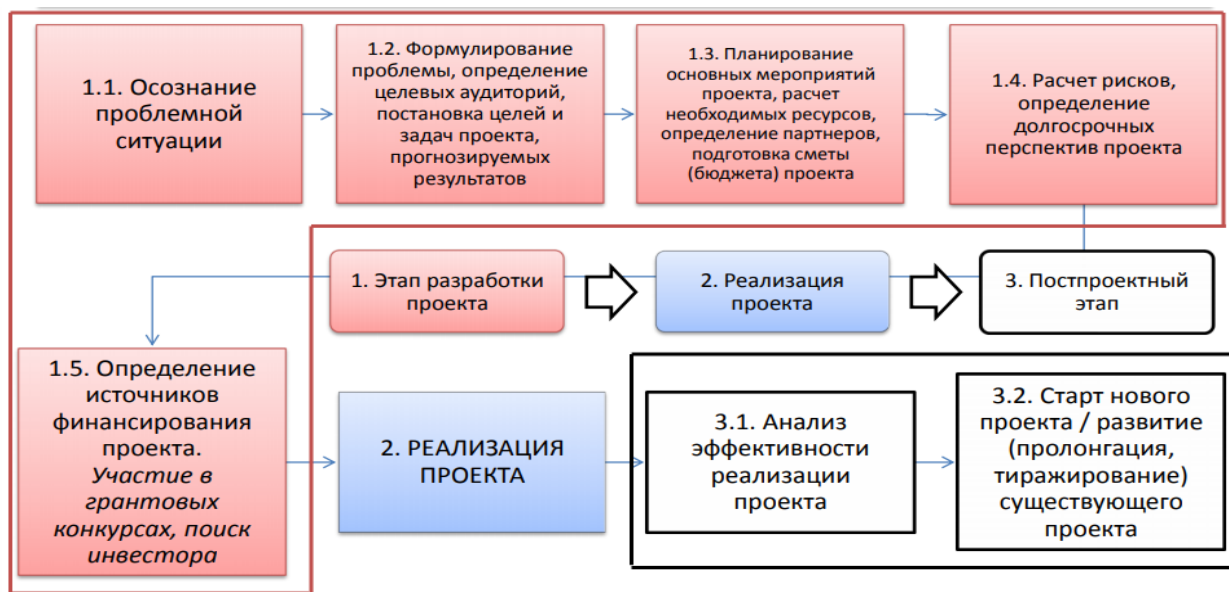 1.1. Осознание
проблемной
ситуации
1.2. Формулирование
проблемы, определение
целевых аудиторий,
постановка целей и
задач проекта,
прогнозируемых
результатов
1.3. Планирование
основных мероприятий
проекта, расчет
необходимых ресурсов,
определение партнеров,
подготовка сметы
(бюджета) проекта
1.4. Расчет рисков,
определение
долгосрочных
перспектив проекта
1. Этап разработки
проекта
2. Реализация
проекта
3. Постпроектный
этап
1.5. Определение
источников
финансирования
проекта.
Участие в
грантовых
конкурсах, поиск
инвестора
2. РЕАЛИЗАЦИЯ
ПРОЕКТА
3.1. Анализ
эффективности
реализации
проекта
3.2. Старт нового
проекта / развитие
(пролонгация,
тиражирование)
существующего
проекта